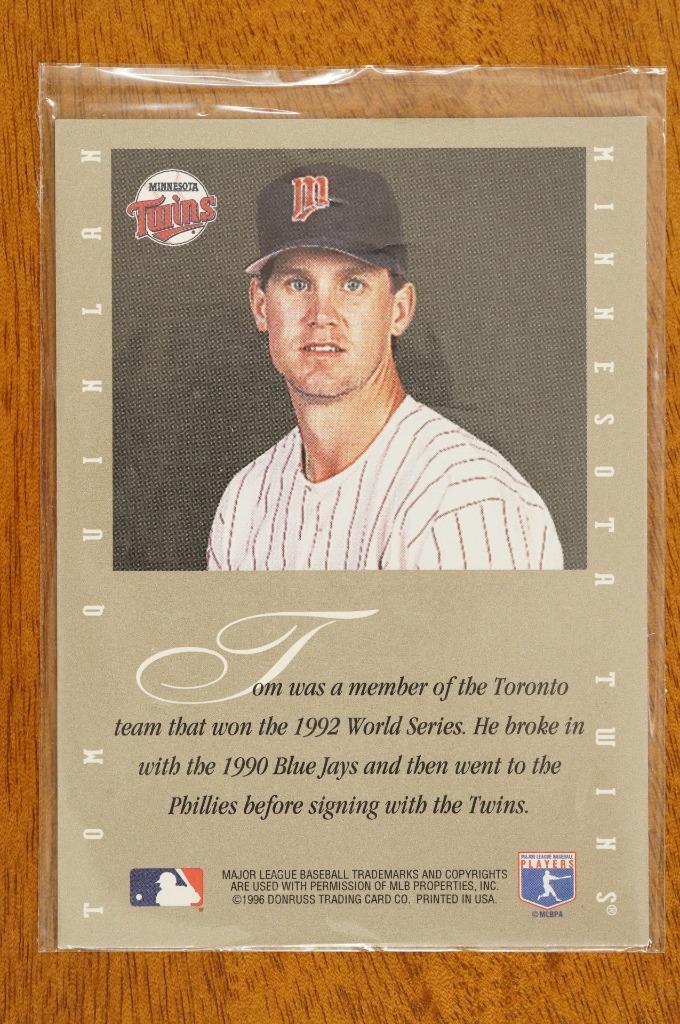 TOM QUINLAN
MINNESOTA
Twins
m
MINNESOTA TWINS®
Tom was a member of the Toronto
team that won the 1992 World Series. He broke in
with the 1990 Blue Jays and then went to the
Phillies before signing with the Twins.
MAJOR LEAGUE BASEBALL TRADEMARKS AND COPYRIGHTS
ARE USED WITH PERMISSION OF MLB PROPERTIES, INC.
©1996 DONRUSS TRADING CARD CO. PRINTED IN USA.
MAJOR LEAGUE BASEBALL
PLAYERS
©MLBPA